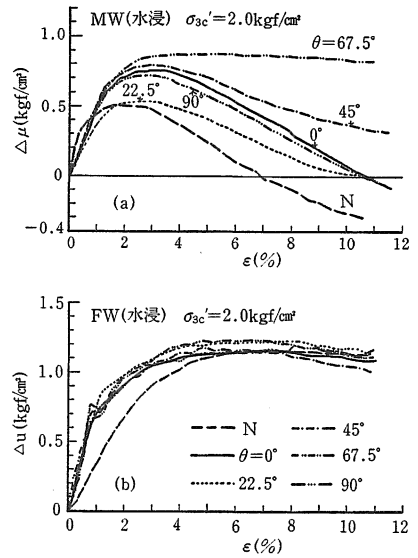 MW(水浸) σ3c′=2.0kgf/cm²
Δμ(kgf/cm²)
1.0
0.5
0
-0.4
θ=67.5°
45°
22.5°
90°
0°
N
(a)
0 2 4 6 8 10 12
ε(%)
FW(水浸) σ3c′=2.0kgf/cm²
Δu(kgf/cm²)
1.5
1.0
0.5
0
N 45°
θ=0° 67.5°
22.5° 90°
(b)
0 2 4 6 8 10 12
ε(%)